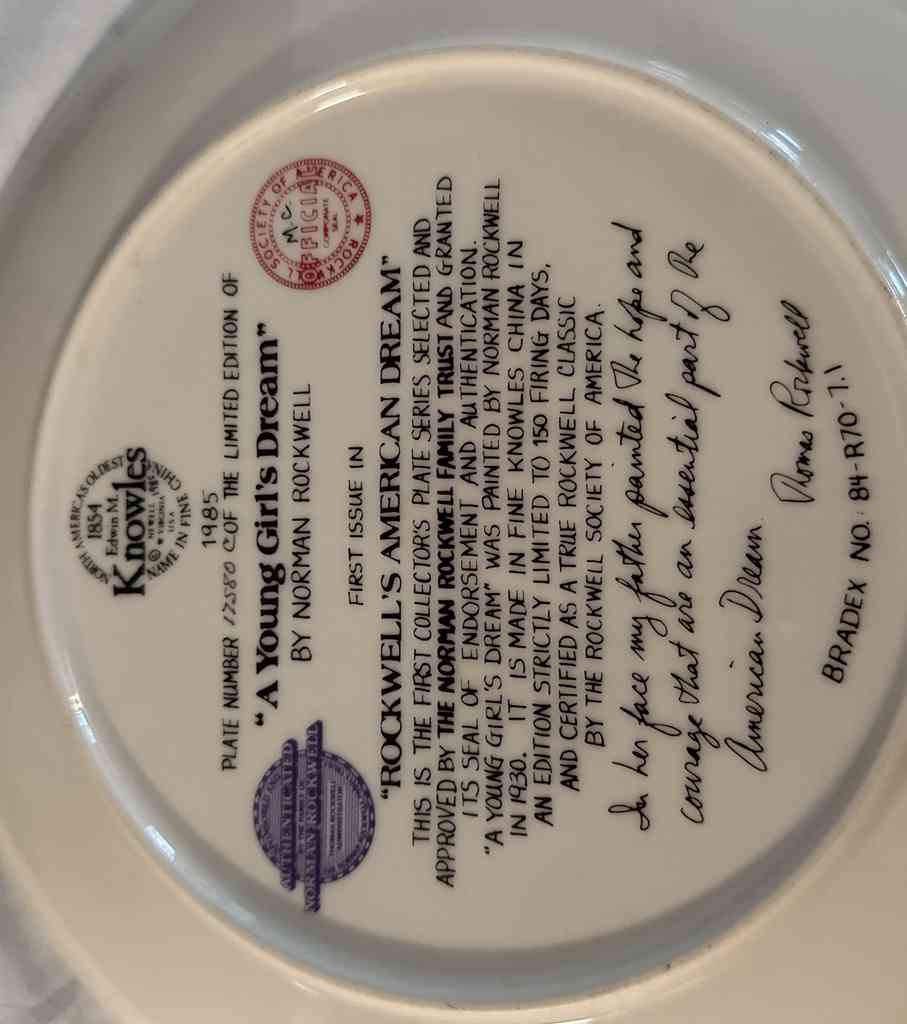 NORTH AMERICA'S OLDEST
1854
Edwin M.
Knowles
© NEWELL
W. VIRGINIA
U.S.A.
NAME IN FINE CHINA
1985
PLATE NUMBER 12580 C OF THE LIMITED EDITION OF
"A Young Girl's Dream"
BY NORMAN ROCKWELL
AUTHENTICATED
NORMAN ROCKWELL
ROCKWELL SOCIETY OF AMERICA
M.C.
OFFICIAL
CORPORATE
SEAL
FIRST ISSUE IN
"ROCKWELL'S AMERICAN DREAM"
THIS IS THE FIRST COLLECTOR'S PLATE SERIES SELECTED AND
APPROVED BY THE NORMAN ROCKWELL FAMILY TRUST AND GRANTED
ITS SEAL OF ENDORSEMENT AND AUTHENTICATION.
"A YOUNG GIRL'S DREAM" WAS PAINTED BY NORMAN ROCKWELL
IN 1930. IT IS MADE IN FINE KNOWLES CHINA IN
AN EDITION STRICTLY LIMITED TO 150 FIRING DAYS,
AND CERTIFIED AS A TRUE ROCKWELL CLASSIC
BY THE ROCKWELL SOCIETY OF AMERICA.
In her face my father painted the hope and
courage that are an essential part of the
American Dream.
Thomas Rockwell
BRADEX NO.: 84-R70-7.1